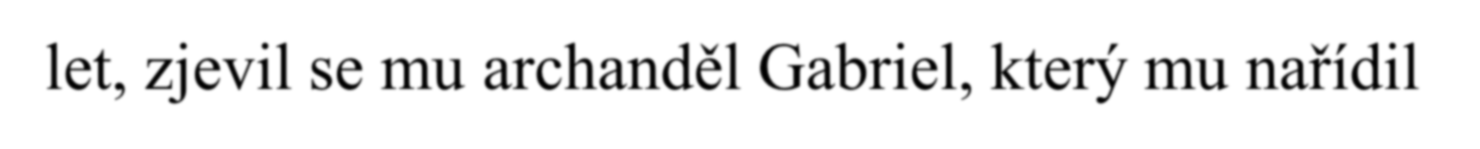 let, zjevil se mu archanděl Gabriel, který mu nařídil